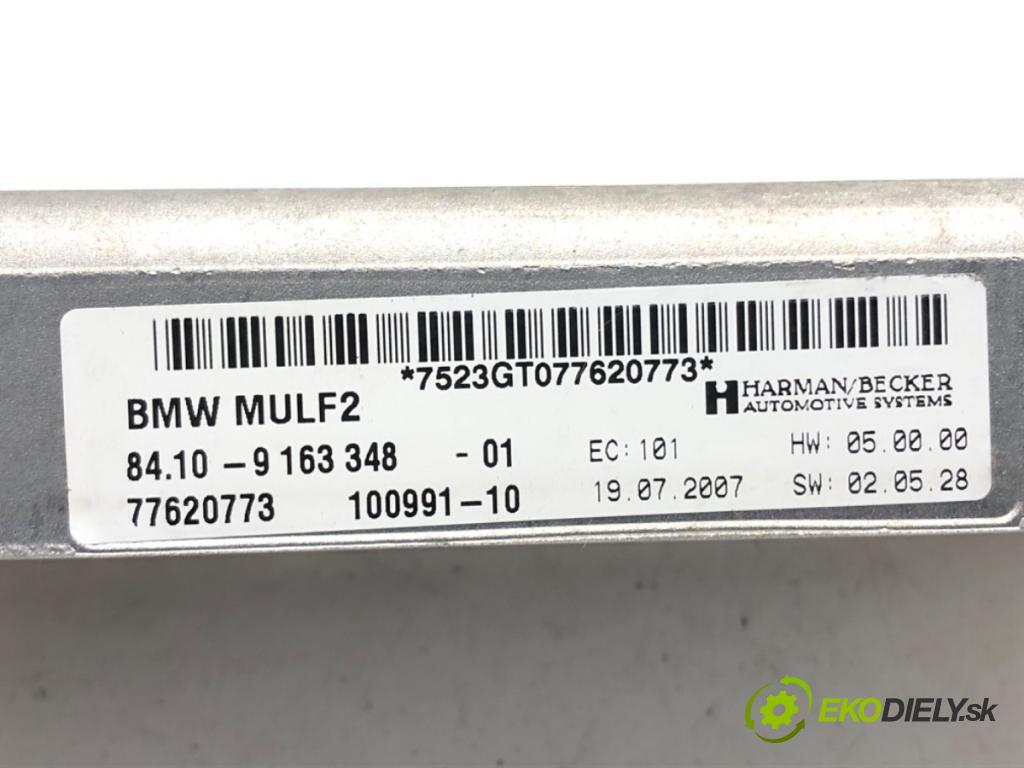 *7523GT077620773*
BMW MULF2
HARMAN/BECKER
AUTOMOTIVE SYSTEMS
84.10 - 9 163 348 - 01 EC: 101 HW: 05.00.00
77620773 100991-10 19.07.2007 SW: 02.05.28
EKODIELY.sk